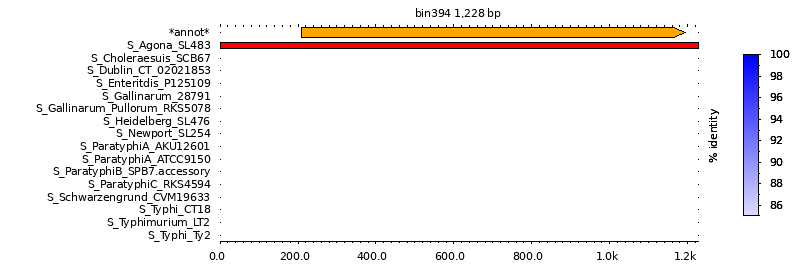 bin394 1,228 bp
*annot*
S_Agona_SL483
S_Choleraesuis_SCB67
S_Dublin_CT_02021853
S_Enteritdis_P125109
S_Gallinarum_28791
S_Gallinarum_Pullorum_RKS5078
S_Heidelberg_SL476
S_Newport_SL254
S_ParatyphiA_AKU12601
S_ParatyphiA_ATCC9150
S_ParatyphiB_SPB7.accessory
S_ParatyphiC_RKS4594
S_Schwarzengrund_CVM19633
S_Typhi_CT18
S_Typhimurium_LT2
S_Typhi_Ty2
0.0 200.0 400.0 600.0 800.0 1.0k 1.2k
% identity
100
98
96
94
92
90
88
86